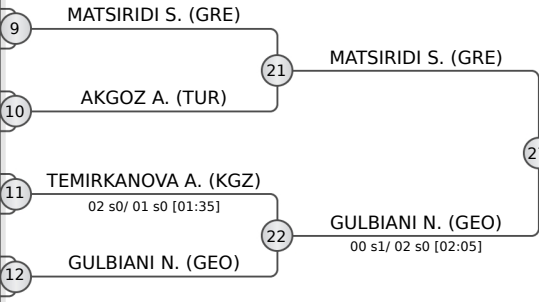 MATSIRIDI S. (GRE)
9
21
MATSIRIDI S. (GRE)
AKGOZ A. (TUR)
10
TEMIRKANOVA A. (KGZ)
11
02 s0/ 01 s0 [01:35]
22
GULBIANI N. (GEO)
00 s1/ 02 s0 [02:05]
GULBIANI N. (GEO)
12